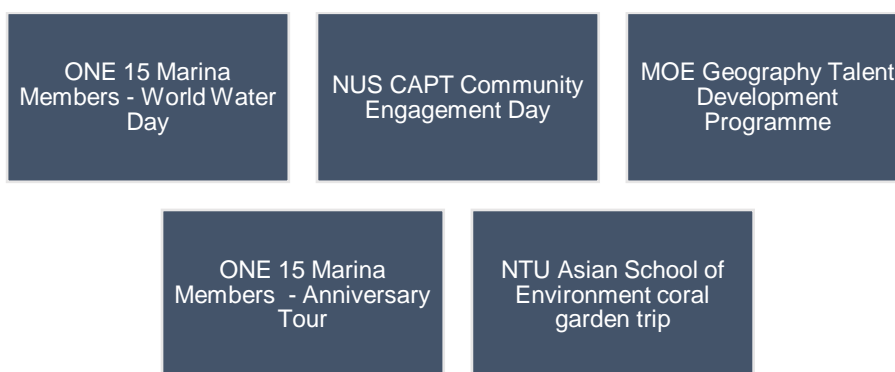 ONE 15 Marina
Members - World Water
Day
NUS CAPT Community
Engagement Day
MOE Geography Talent
Development
Programme
ONE 15 Marina
Members - Anniversary
Tour
NTU Asian School of
Environment coral
garden trip